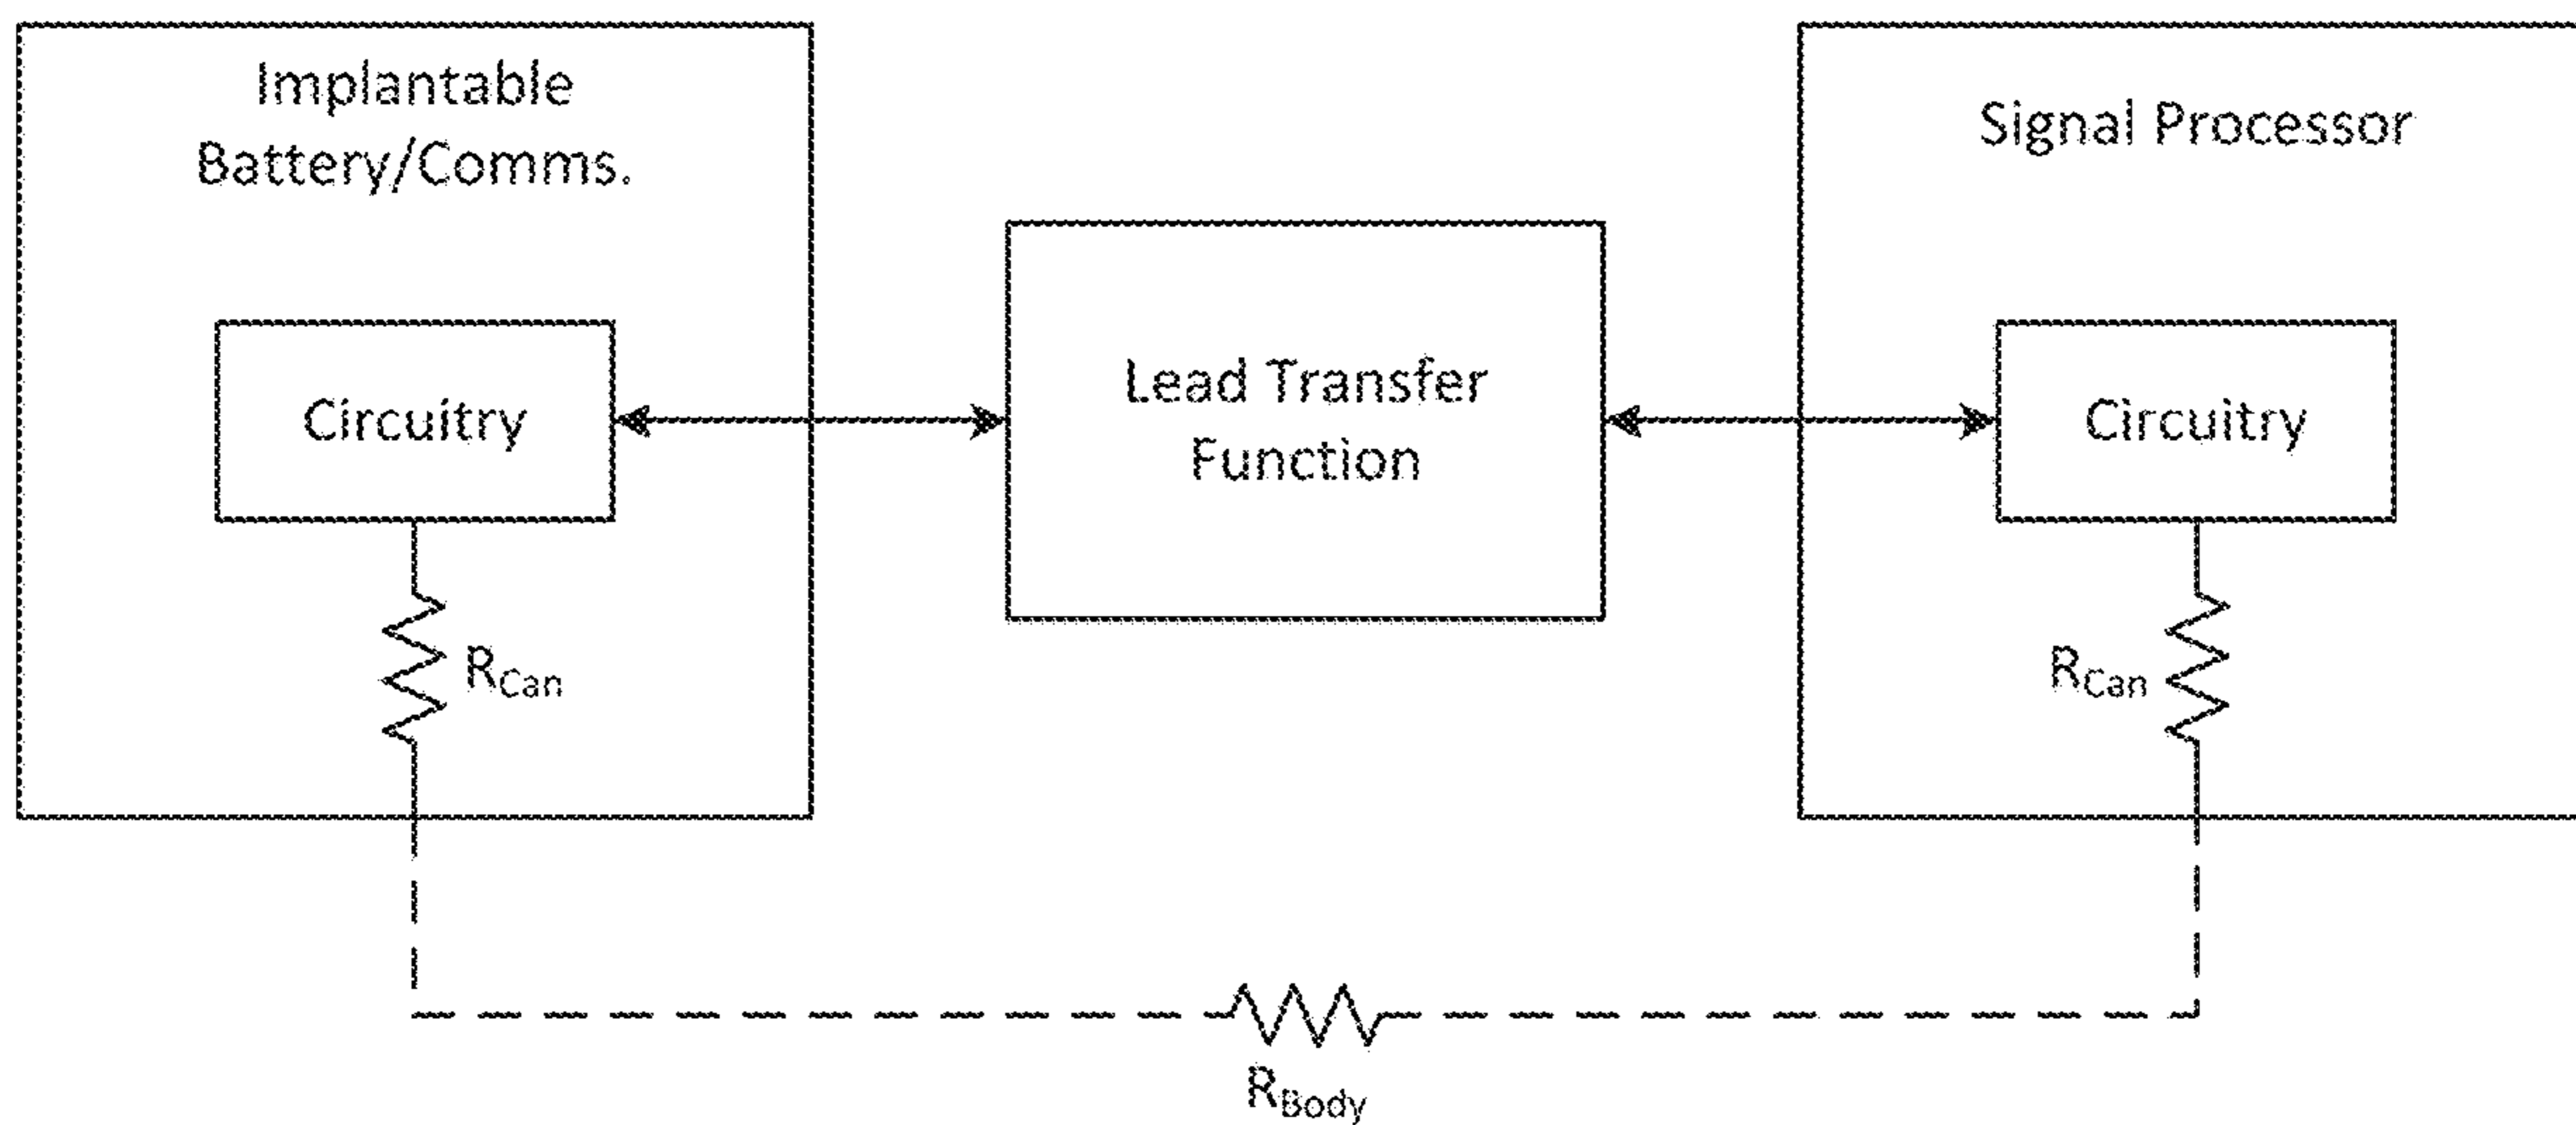 Implantable
Battery/Comms.
Signal Processor
Lead Transfer
Function
Circuitry
Circuitry
RCan
RCan
RBody